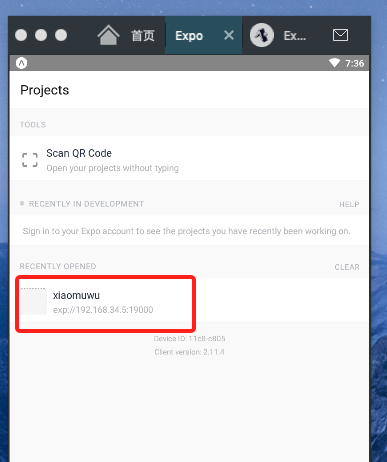 首页
Expo
Ex...
7:36
Projects
TOOLS
Scan QR Code
Open your projects without typing
RECENTLY IN DEVELOPMENT
HELP
Sign in to your Expo account to see the projects you have recently been working on.
RECENTLY OPENED
CLEAR
xiaomuwu
exp://192.168.34.5:19000
Device ID: 11c8-c805
Client version: 2.11.4